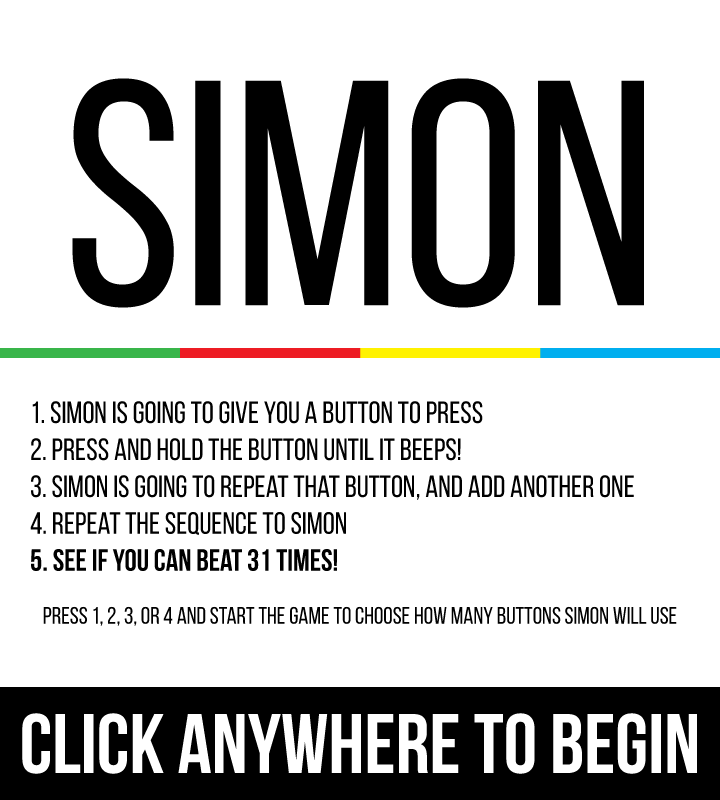 SIMON
1. SIMON IS GOING TO GIVE YOU A BUTTON TO PRESS
2. PRESS AND HOLD THE BUTTON UNTIL IT BEEPS!
3. SIMON IS GOING TO REPEAT THAT BUTTON, AND ADD ANOTHER ONE
4. REPEAT THE SEQUENCE TO SIMON
5. SEE IF YOU CAN BEAT 31 TIMES!
PRESS 1, 2, 3, OR 4 AND START THE GAME TO CHOOSE HOW MANY BUTTONS SIMON WILL USE
CLICK ANYWHERE TO BEGIN